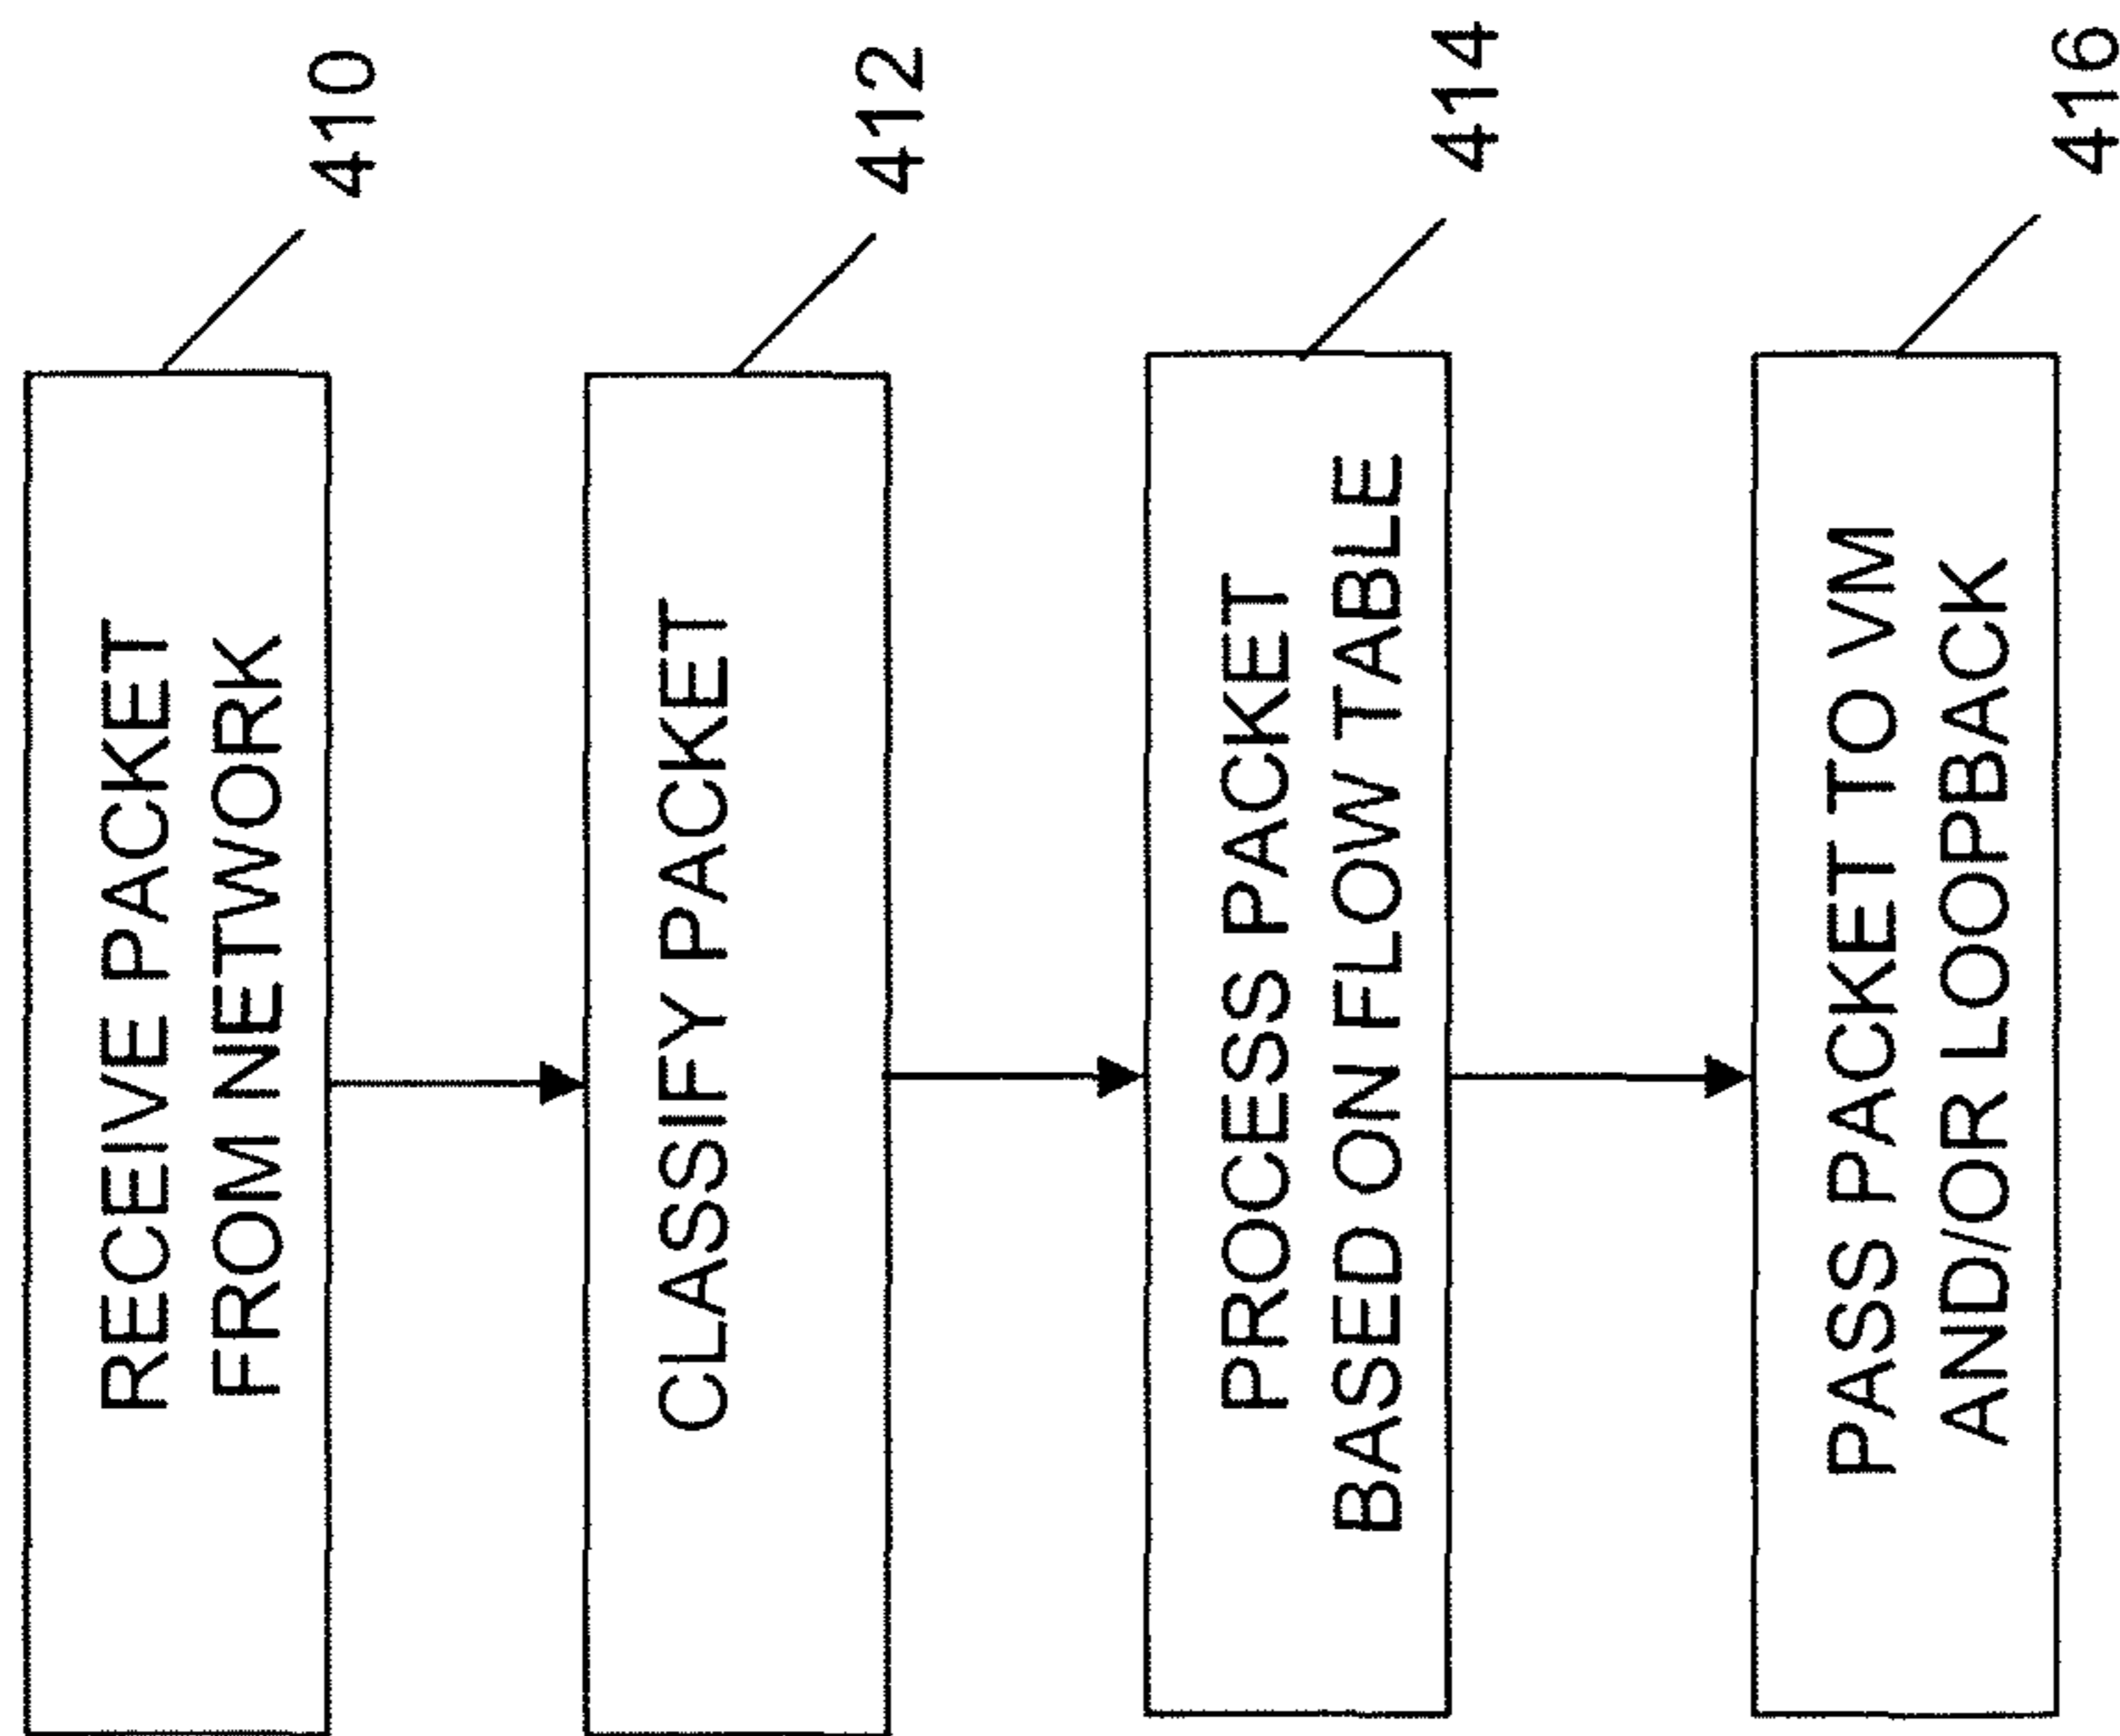 RECEIVE PACKET
FROM NETWORK
410
CLASSIFY PACKET
412
PROCESS PACKET
BASED ON FLOW TABLE
414
PASS PACKET TO VM
AND/OR LOOPBACK
416